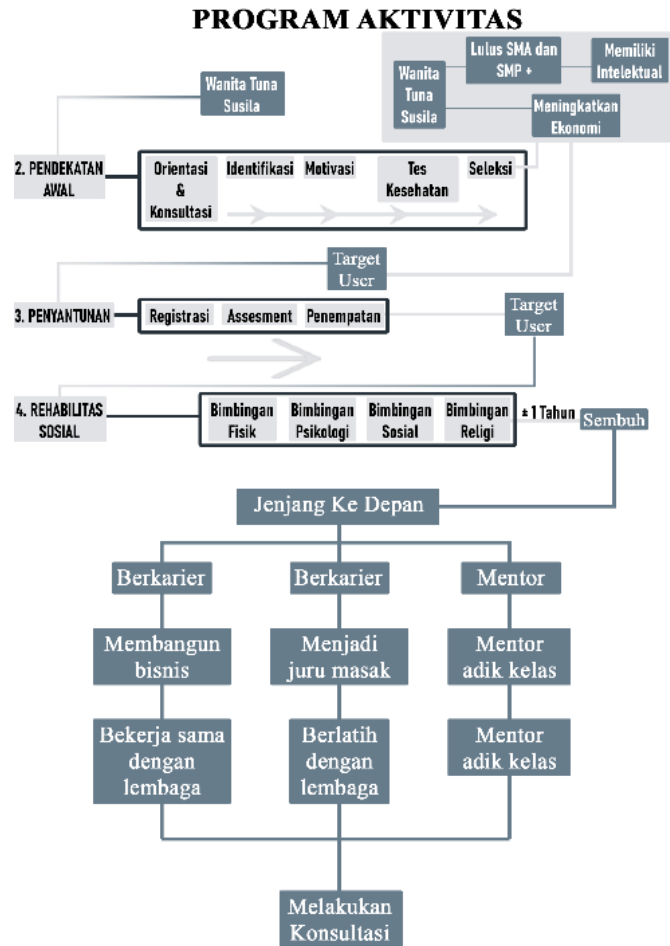 PROGRAM AKTIVITAS
Wanita Tuna
Susila
Wanita
Tuna
Susila
Lulus SMA dan
SMP +
Memiliki
Intelektual
Meningkatkan
Ekonomi
2. PENDEKATAN
AWAL
Orientasi
&
Konsultasi
Identifikasi
Motivasi
Tes
Kesehatan
Seleksi
Target
User
3. PENYANTUNAN
Registrasi
Assesment
Penempatan
Target
User
4. REHABILITAS
SOSIAL
Bimbingan
Fisik
Bimbingan
Psikologi
Bimbingan
Sosial
Bimbingan
Religi
± 1 Tahun
Sembuh
Jenjang Ke Depan
Berkarier
Berkarier
Mentor
Membangun
bisnis
Menjadi
juru masak
Mentor
adik kelas
Bekerja sama
dengan
lembaga
Berlatih
dengan
lembaga
Mentor
adik kelas
Melakukan
Konsultasi